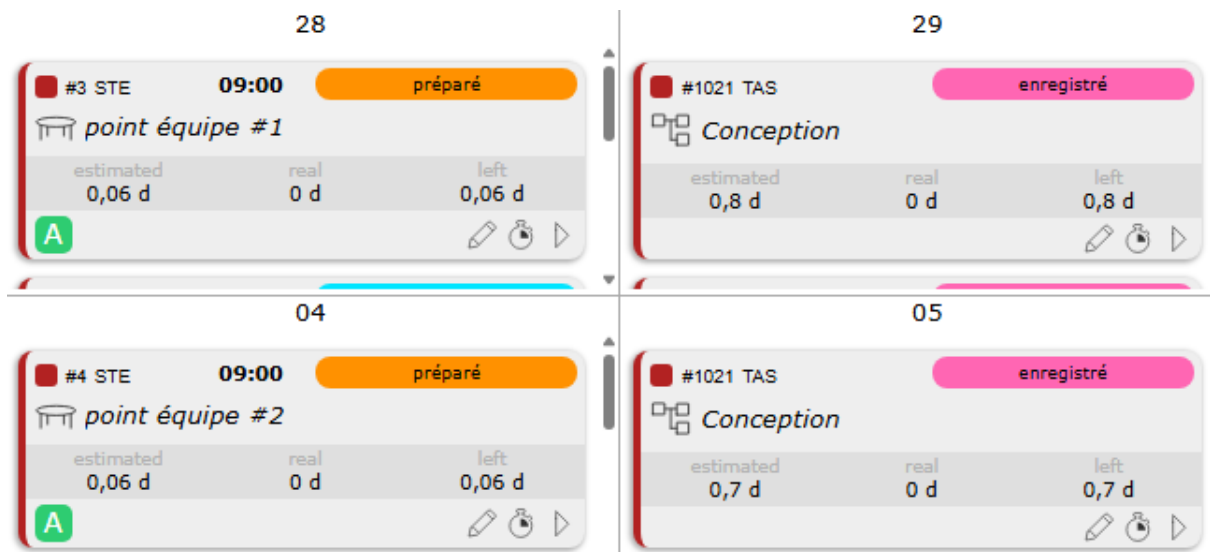 28
29
#3 STE 09:00 préparé
point équipe #1
estimated real left
0,06 d 0 d 0,06 d
A
#1021 TAS enregistré
Conception
estimated real left
0,8 d 0 d 0,8 d
04
05
#4 STE 09:00 préparé
point équipe #2
estimated real left
0,06 d 0 d 0,06 d
A
#1021 TAS enregistré
Conception
estimated real left
0,7 d 0 d 0,7 d